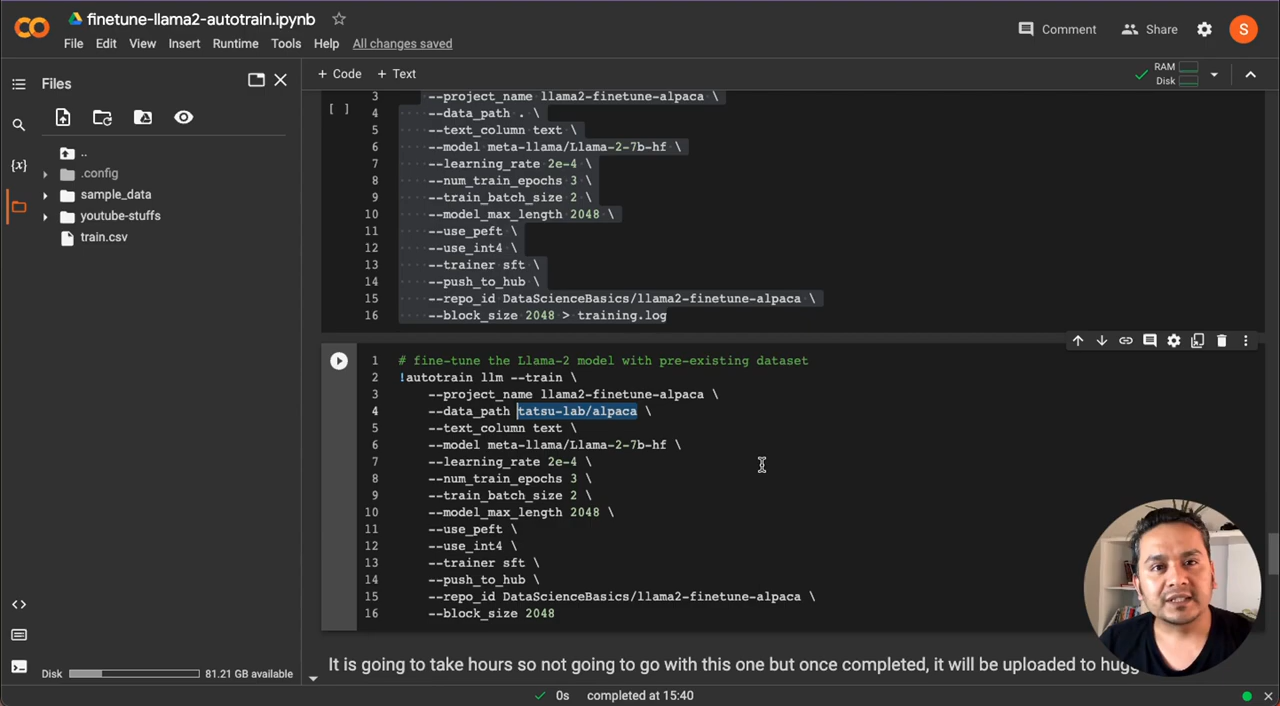 finetune-llama2-autotrain.ipynb
File Edit View Insert Runtime Tools Help All changes saved
Comment Share S
Files
+ Code + Text
RAM
Disk
..
.config
sample_data
youtube-stuffs
train.csv
{x}
[ ]
3 --project_name llama2-finetune-alpaca \
4 --data_path . \
5 --text_column text \
6 --model meta-llama/Llama-2-7b-hf \
7 --learning_rate 2e-4 \
8 --num_train_epochs 3 \
9 --train_batch_size 2 \
10 --model_max_length 2048 \
11 --use_peft \
12 --use_int4 \
13 --trainer sft \
14 --push_to_hub \
15 --repo_id DataScienceBasics/llama2-finetune-alpaca \
16 --block_size 2048 > training.log
1 # fine-tune the Llama-2 model with pre-existing dataset
2 !autotrain llm --train \
3 --project_name llama2-finetune-alpaca \
4 --data_path tatsu-lab/alpaca \
5 --text_column text \
6 --model meta-llama/Llama-2-7b-hf \
7 --learning_rate 2e-4 \
8 --num_train_epochs 3 \
9 --train_batch_size 2 \
10 --model_max_length 2048 \
11 --use_peft \
12 --use_int4 \
13 --trainer sft \
14 --push_to_hub \
15 --repo_id DataScienceBasics/llama2-finetune-alpaca \
16 --block_size 2048
It is going to take hours so not going to go with this one but once completed, it will be uploaded to
Disk 81.21 GB available
0s completed at 15:40